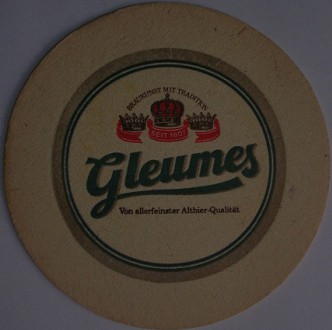 BRAUKUNST MIT TRADITION
SEIT 1807
Gleumes
Von allerfeinster Altbier-Qualität